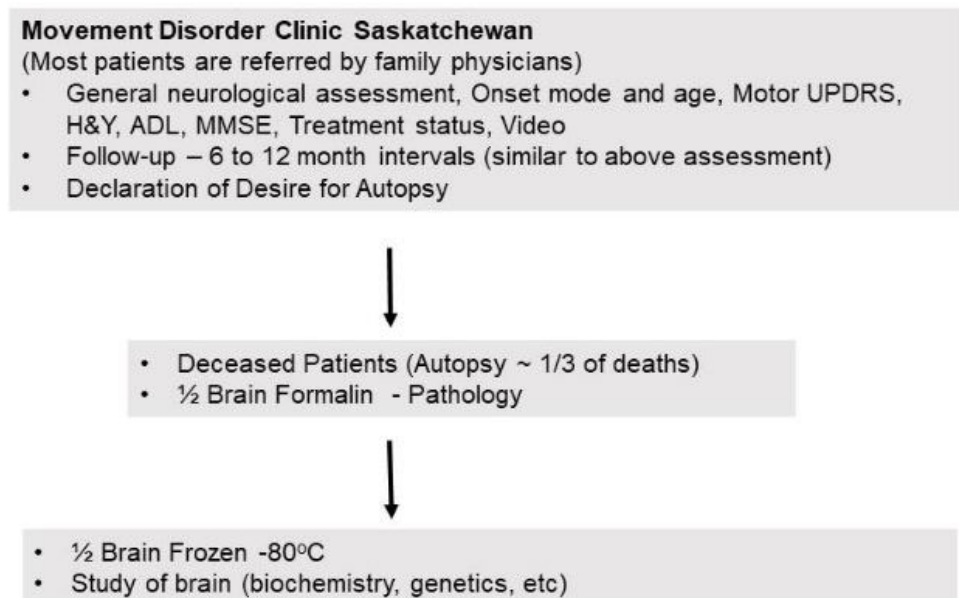 Movement Disorder Clinic Saskatchewan
(Most patients are referred by family physicians)
• General neurological assessment, Onset mode and age, Motor UPDRS,
H&Y, ADL, MMSE, Treatment status, Video
• Follow-up – 6 to 12 month intervals (similar to above assessment)
• Declaration of Desire for Autopsy
• Deceased Patients (Autopsy ~ 1/3 of deaths)
• ½ Brain Formalin - Pathology
• ½ Brain Frozen -80°C
• Study of brain (biochemistry, genetics, etc)